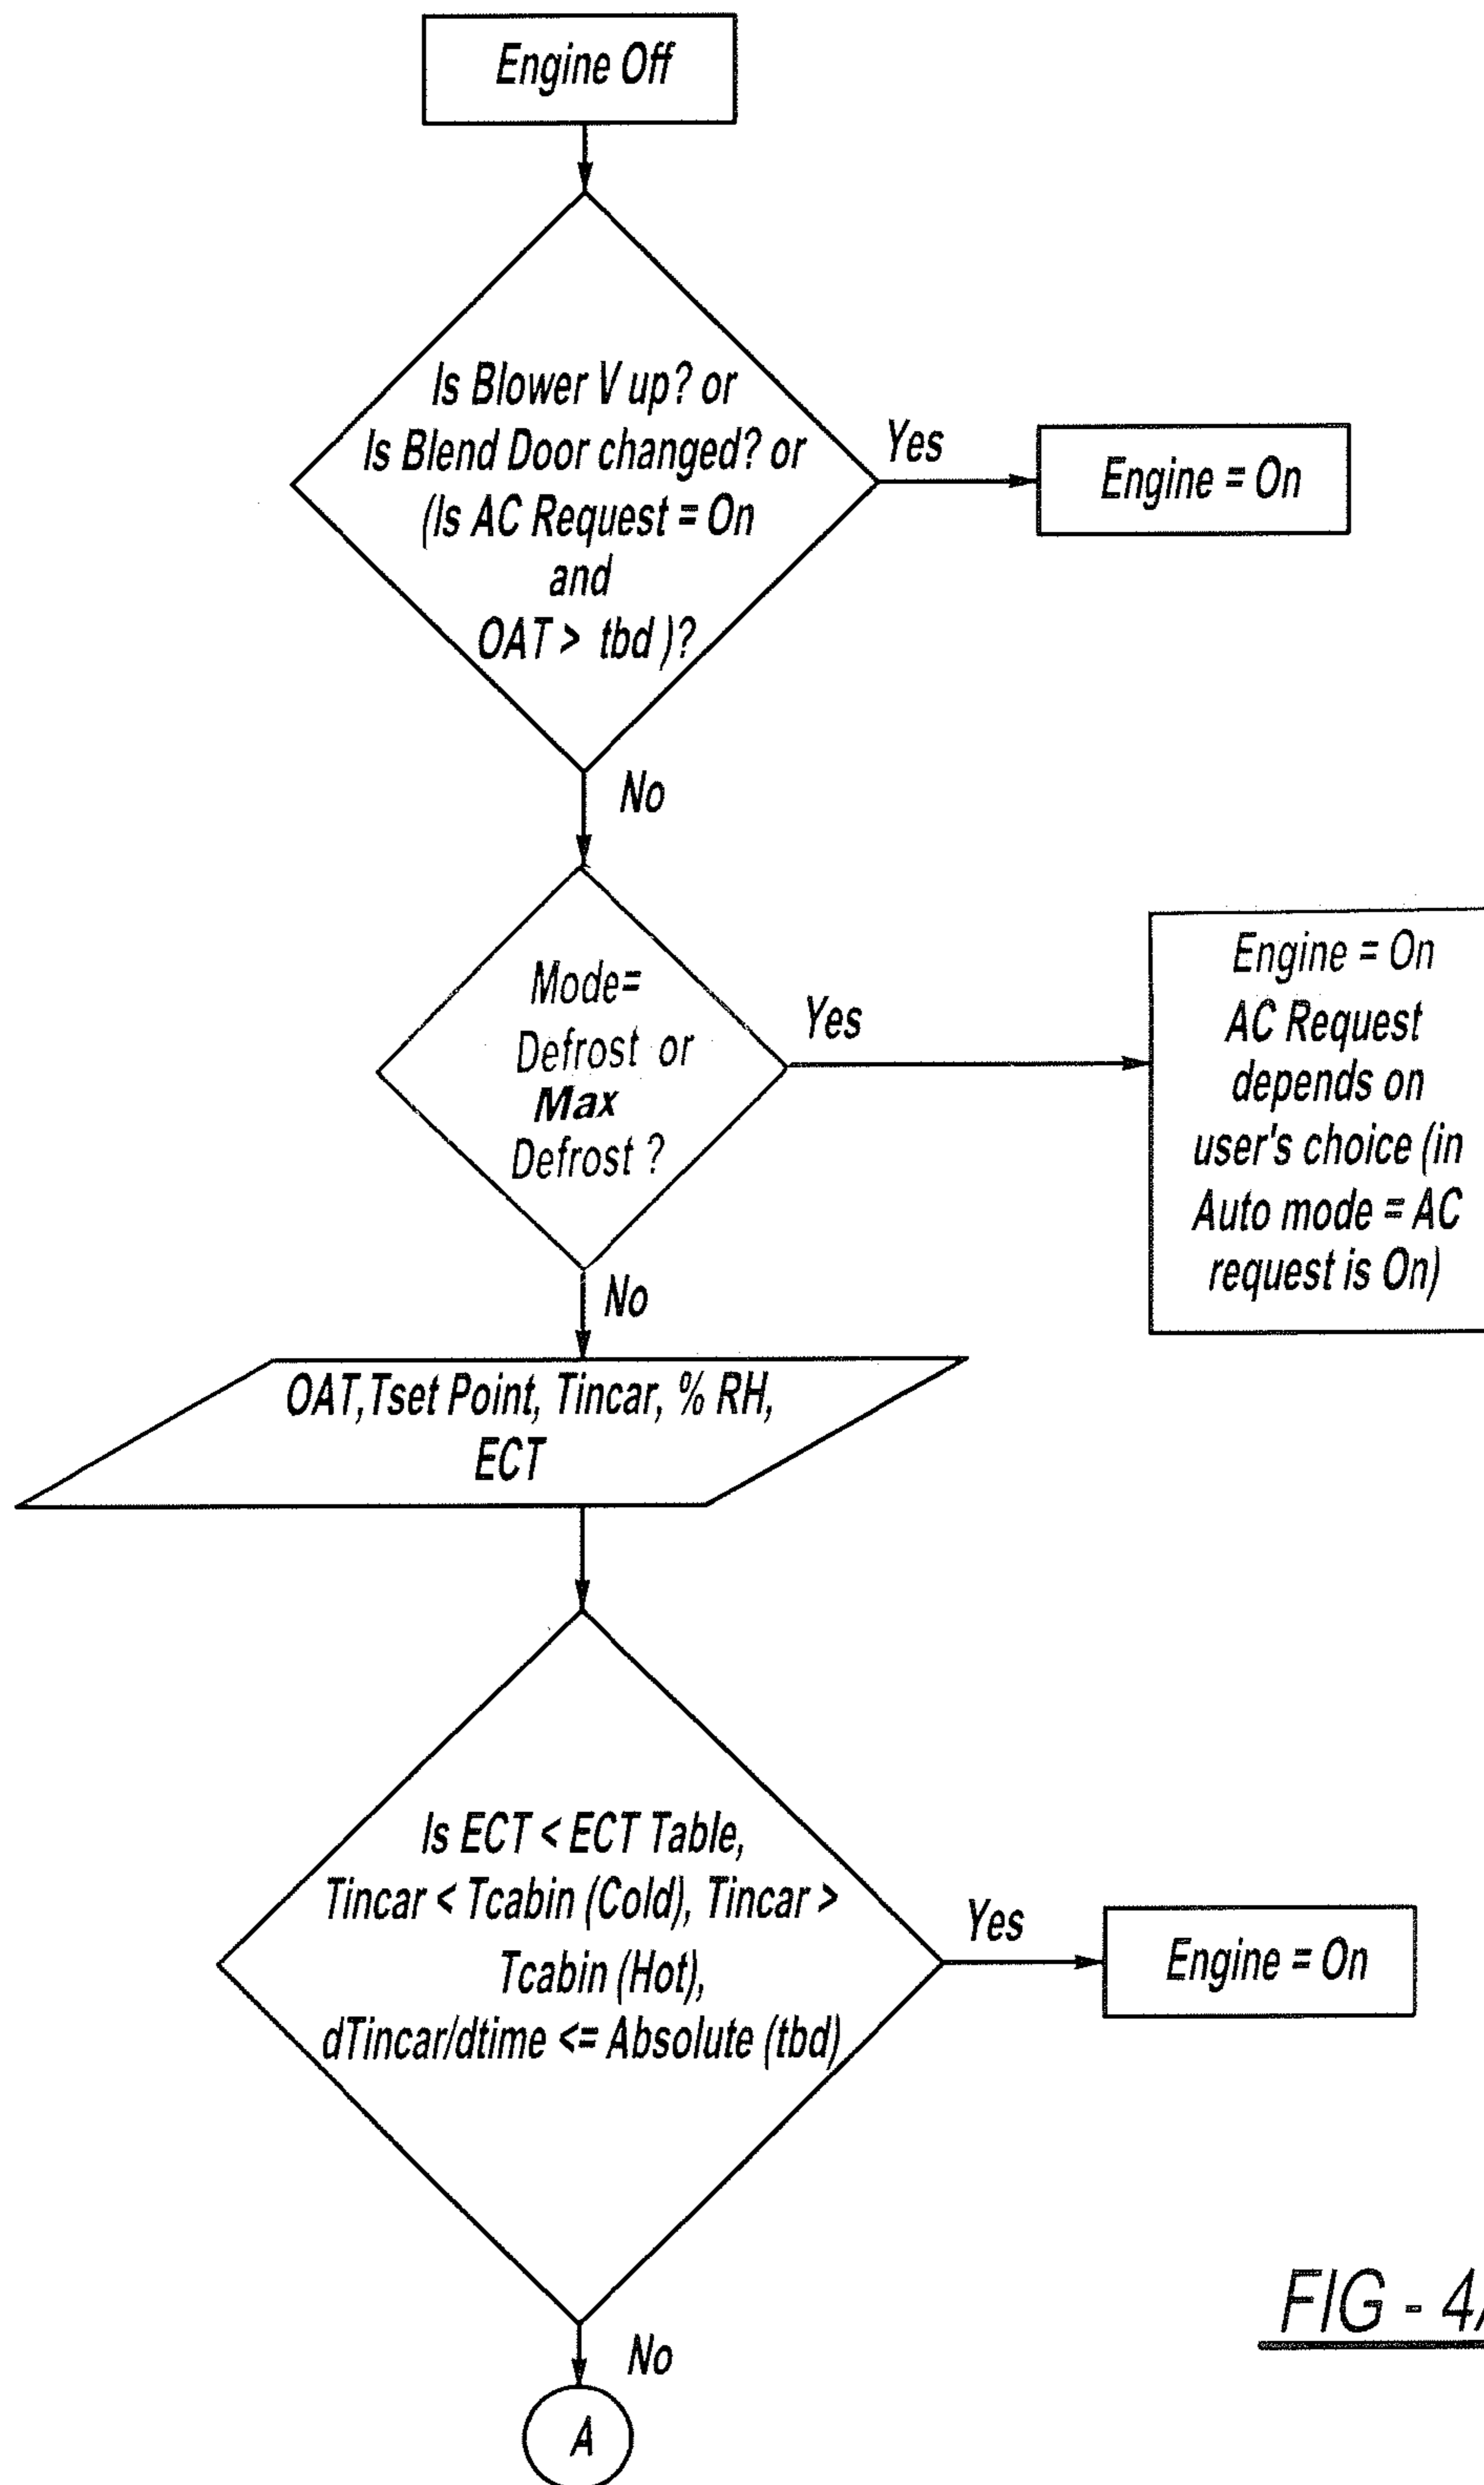 Engine Off
Is Blower V up? or
Is Blend Door changed? or
(Is AC Request = On
and
OAT > tbd )?
Yes
Engine = On
No
Mode=
Defrost or
Max
Defrost ?
Yes
Engine = On
AC Request
depends on
user's choice (in
Auto mode = AC
request is On)
No
OAT,Tset Point, Tincar, % RH,
ECT
Is ECT < ECT Table,
Tincar < Tcabin (Cold), Tincar >
Tcabin (Hot),
dTincar/dtime <= Absolute (tbd)
Yes
Engine = On
No
A
FIG - 4